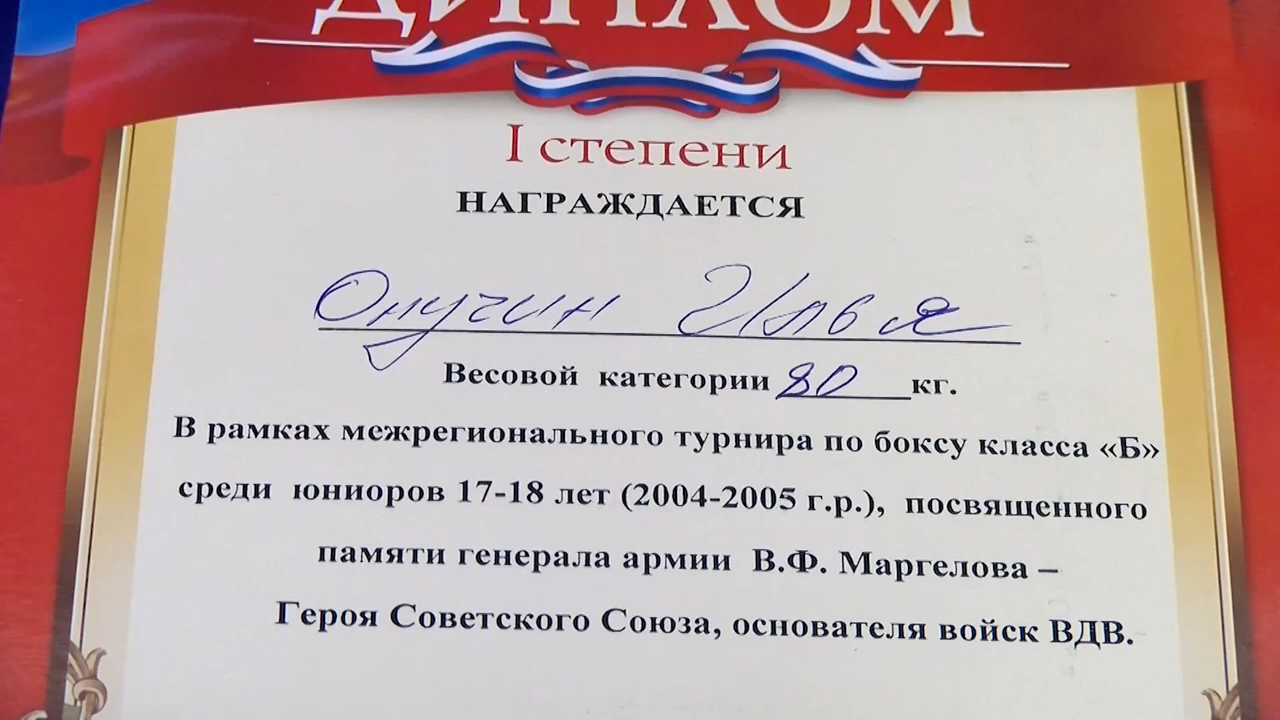 ДИПЛОМ
I степени
НАГРАЖДАЕТСЯ
Онучин Илья
Весовой категории 80 кг.
В рамках межрегионального турнира по боксу класса «Б»
среди юниоров 17-18 лет (2004-2005 г.р.), посвященного
памяти генерала армии В.Ф. Маргелова –
Героя Советского Союза, основателя войск ВДВ.